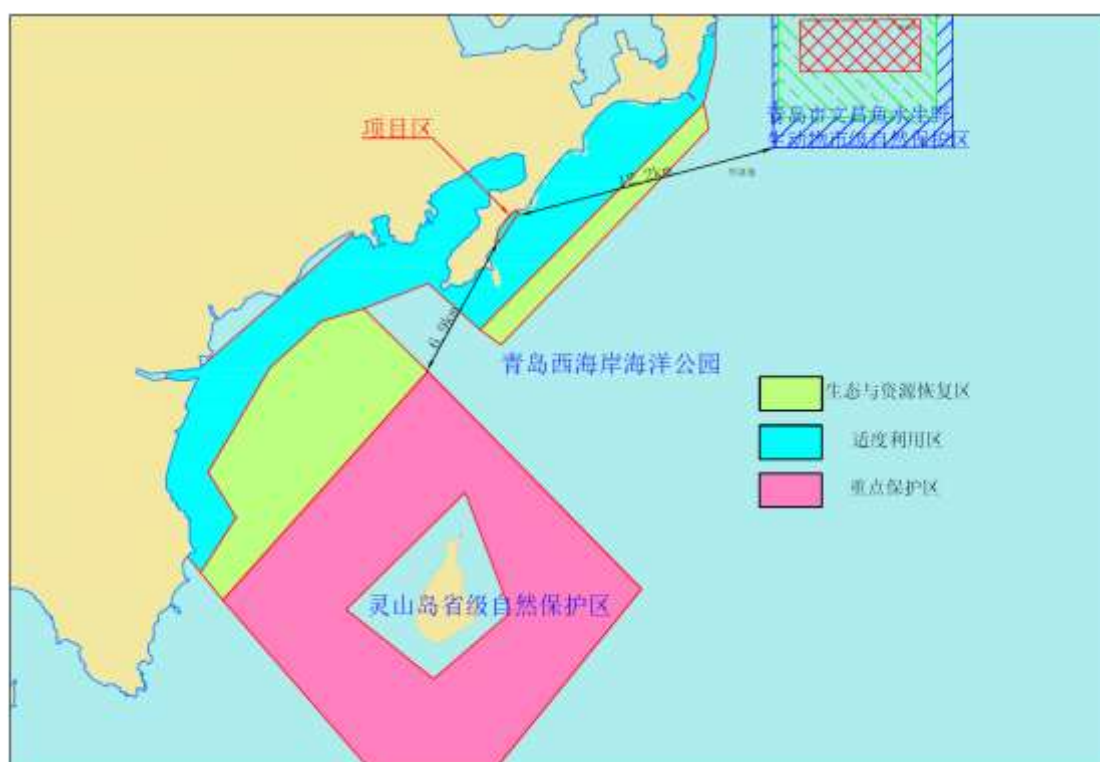 青岛市文昌鱼水生野
生动物市级自然保护区
项目区
6.9km
青岛西海岸海洋公园
生态与资源恢复区
适度利用区
重点保护区
灵山岛省级自然保护区